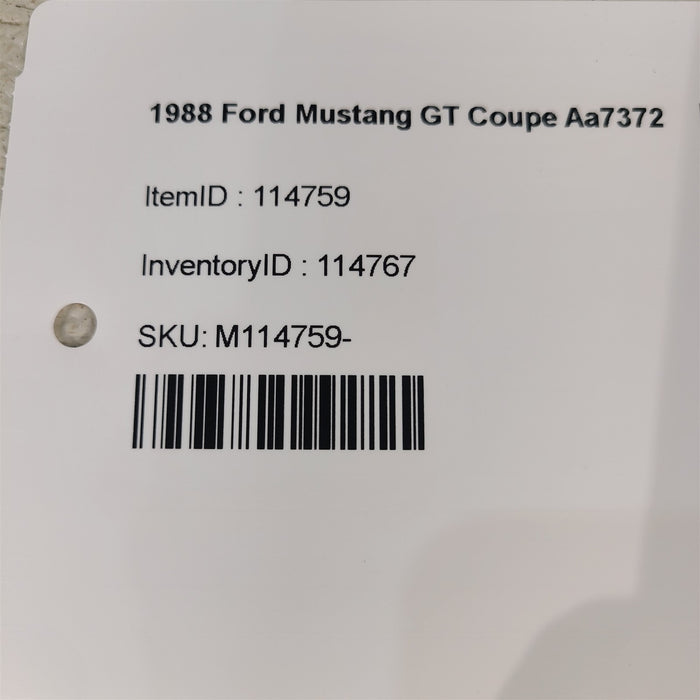 1988 Ford Mustang GT Coupe Aa7372
ItemID : 114759
InventoryID : 114767
SKU: M114759-